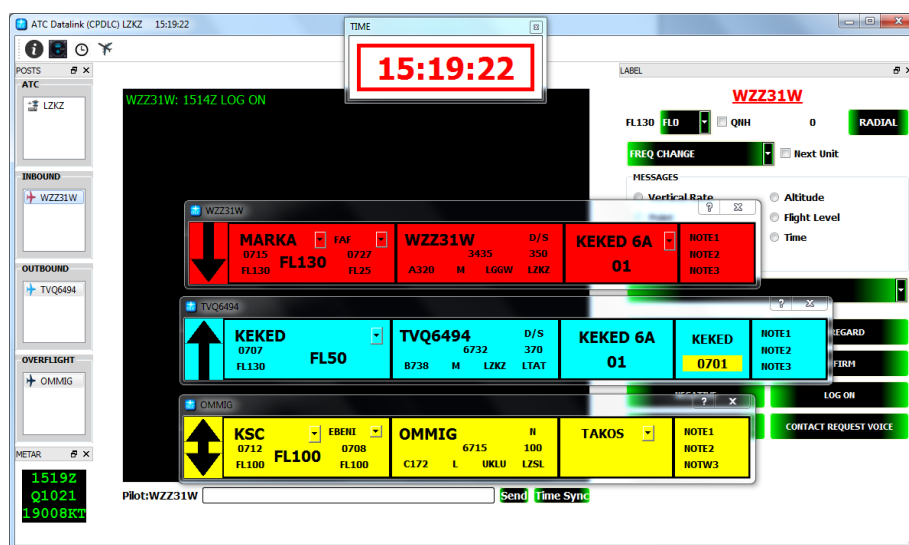 ATC Datalink (CPDLC) LZKZ 15:19:22
TIME
15:19:22
POSTS
ATC
LZKZ
INBOUND
WZZ31W
OUTBOUND
TVQ6494
OVERFLIGHT
OMMIG
METAR
1519Z
Q1021
19008KT
WZZ31W: 1514Z LOG ON
LABEL
WZZ31W
FL130 FL0 QNH 0 RADIAL
FREQ CHANGE Next Unit
MESSAGES
Vertical Rate Altitude
Flight Level
Time
WZZ31W
MARKA FAF WZZ31W D/S KEKED 6A NOTE1
0715 FL130 0727 3435 350 01 NOTE2
FL130 FL25 A320 M LGGW LZKZ NOTE3
TVQ6494
KEKED TVQ6494 D/S KEKED 6A KEKED NOTE1
0707 FL50 6732 370 01 0701 NOTE2
FL130 B738 M LZKZ LTAT NOTE3
OMMIG
KSC EBENI OMMIG N TAKOS NOTE1
0712 FL100 0708 6715 100 NOTE2
FL100 FL100 C172 L UKLU LZSL NOTW3
LOG ON
CONTACT REQUEST VOICE
Pilot:WZZ31W Send Time Sync